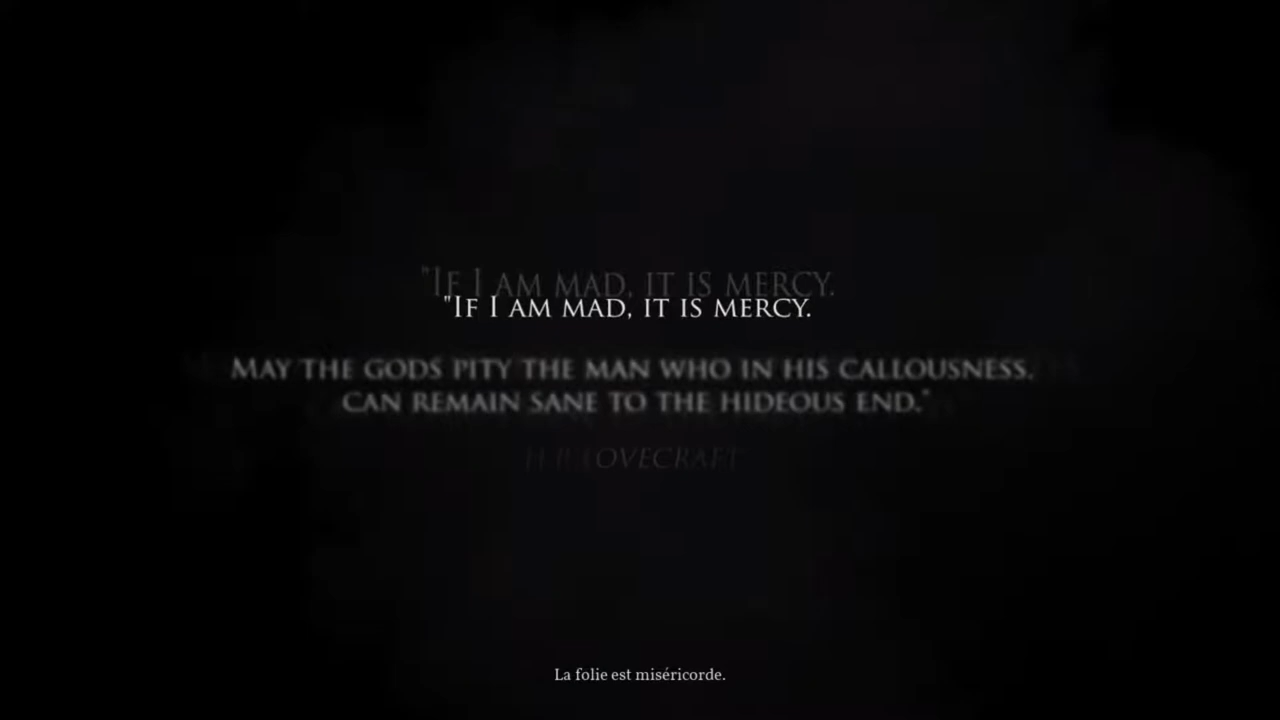 "If I am mad, it is mercy.
"If I am mad, it is mercy.
May the gods pity the man who in his callousness,
can remain sane to the hideous end."
H.P. Lovecraft
La folie est miséricorde.